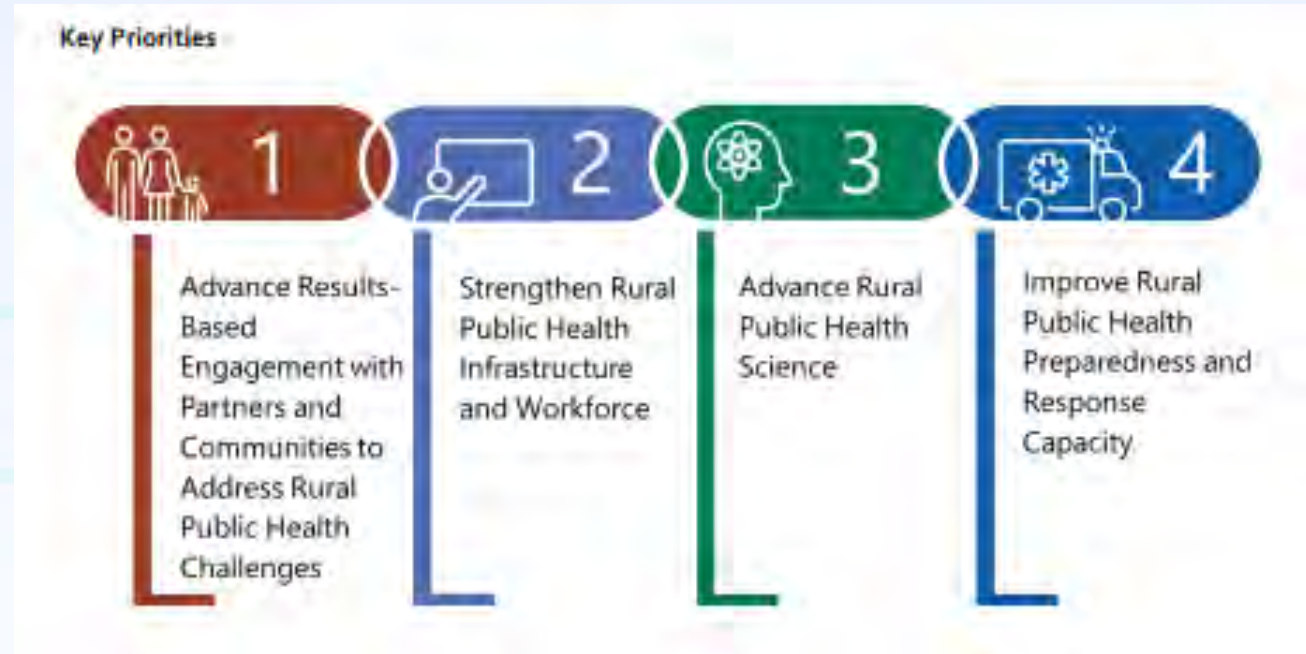 Key Priorities
1
2
3
4
Advance Results-
Based
Engagement with
Partners and
Communities to
Address Rural
Public Health
Challenges
Strengthen Rural
Public Health
Infrastructure
and Workforce
Advance Rural
Public Health
Science
Improve Rural
Public Health
Preparedness and
Response
Capacity.